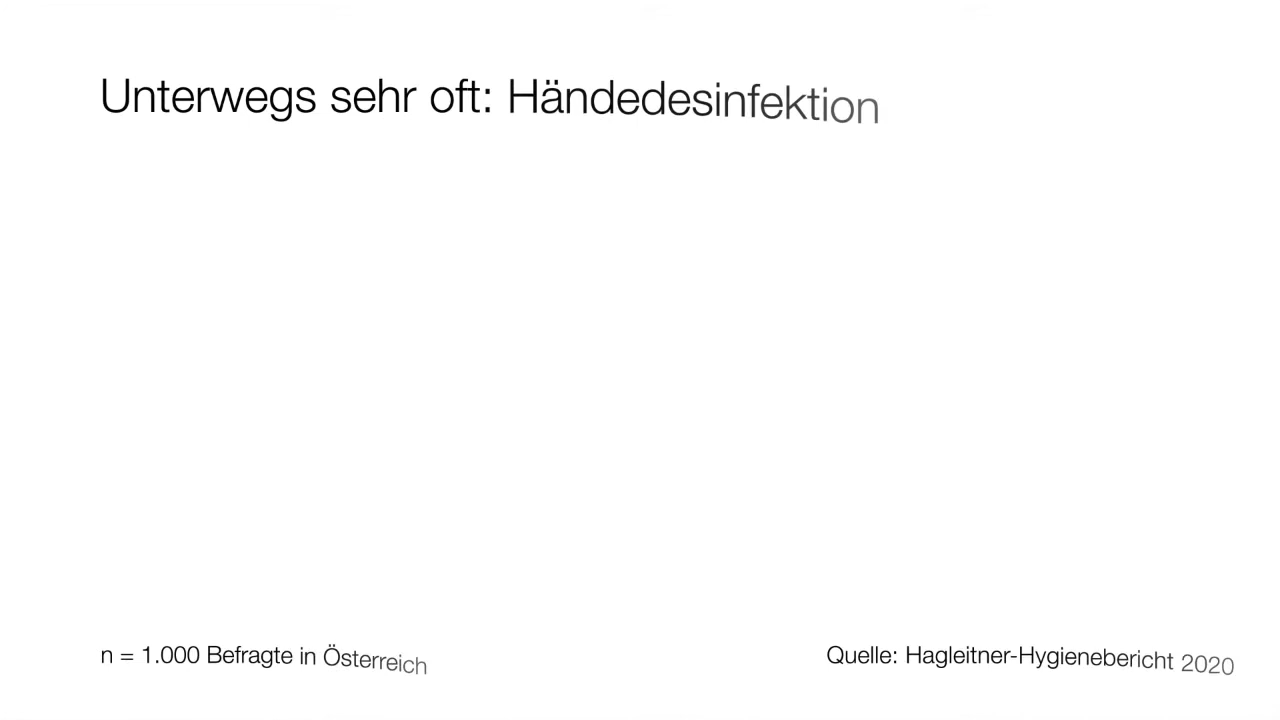 Unterwegs sehr oft: Händedesinfektion
n = 1.000 Befragte in Österreich
Quelle: Hagleitner-Hygienebericht 2020